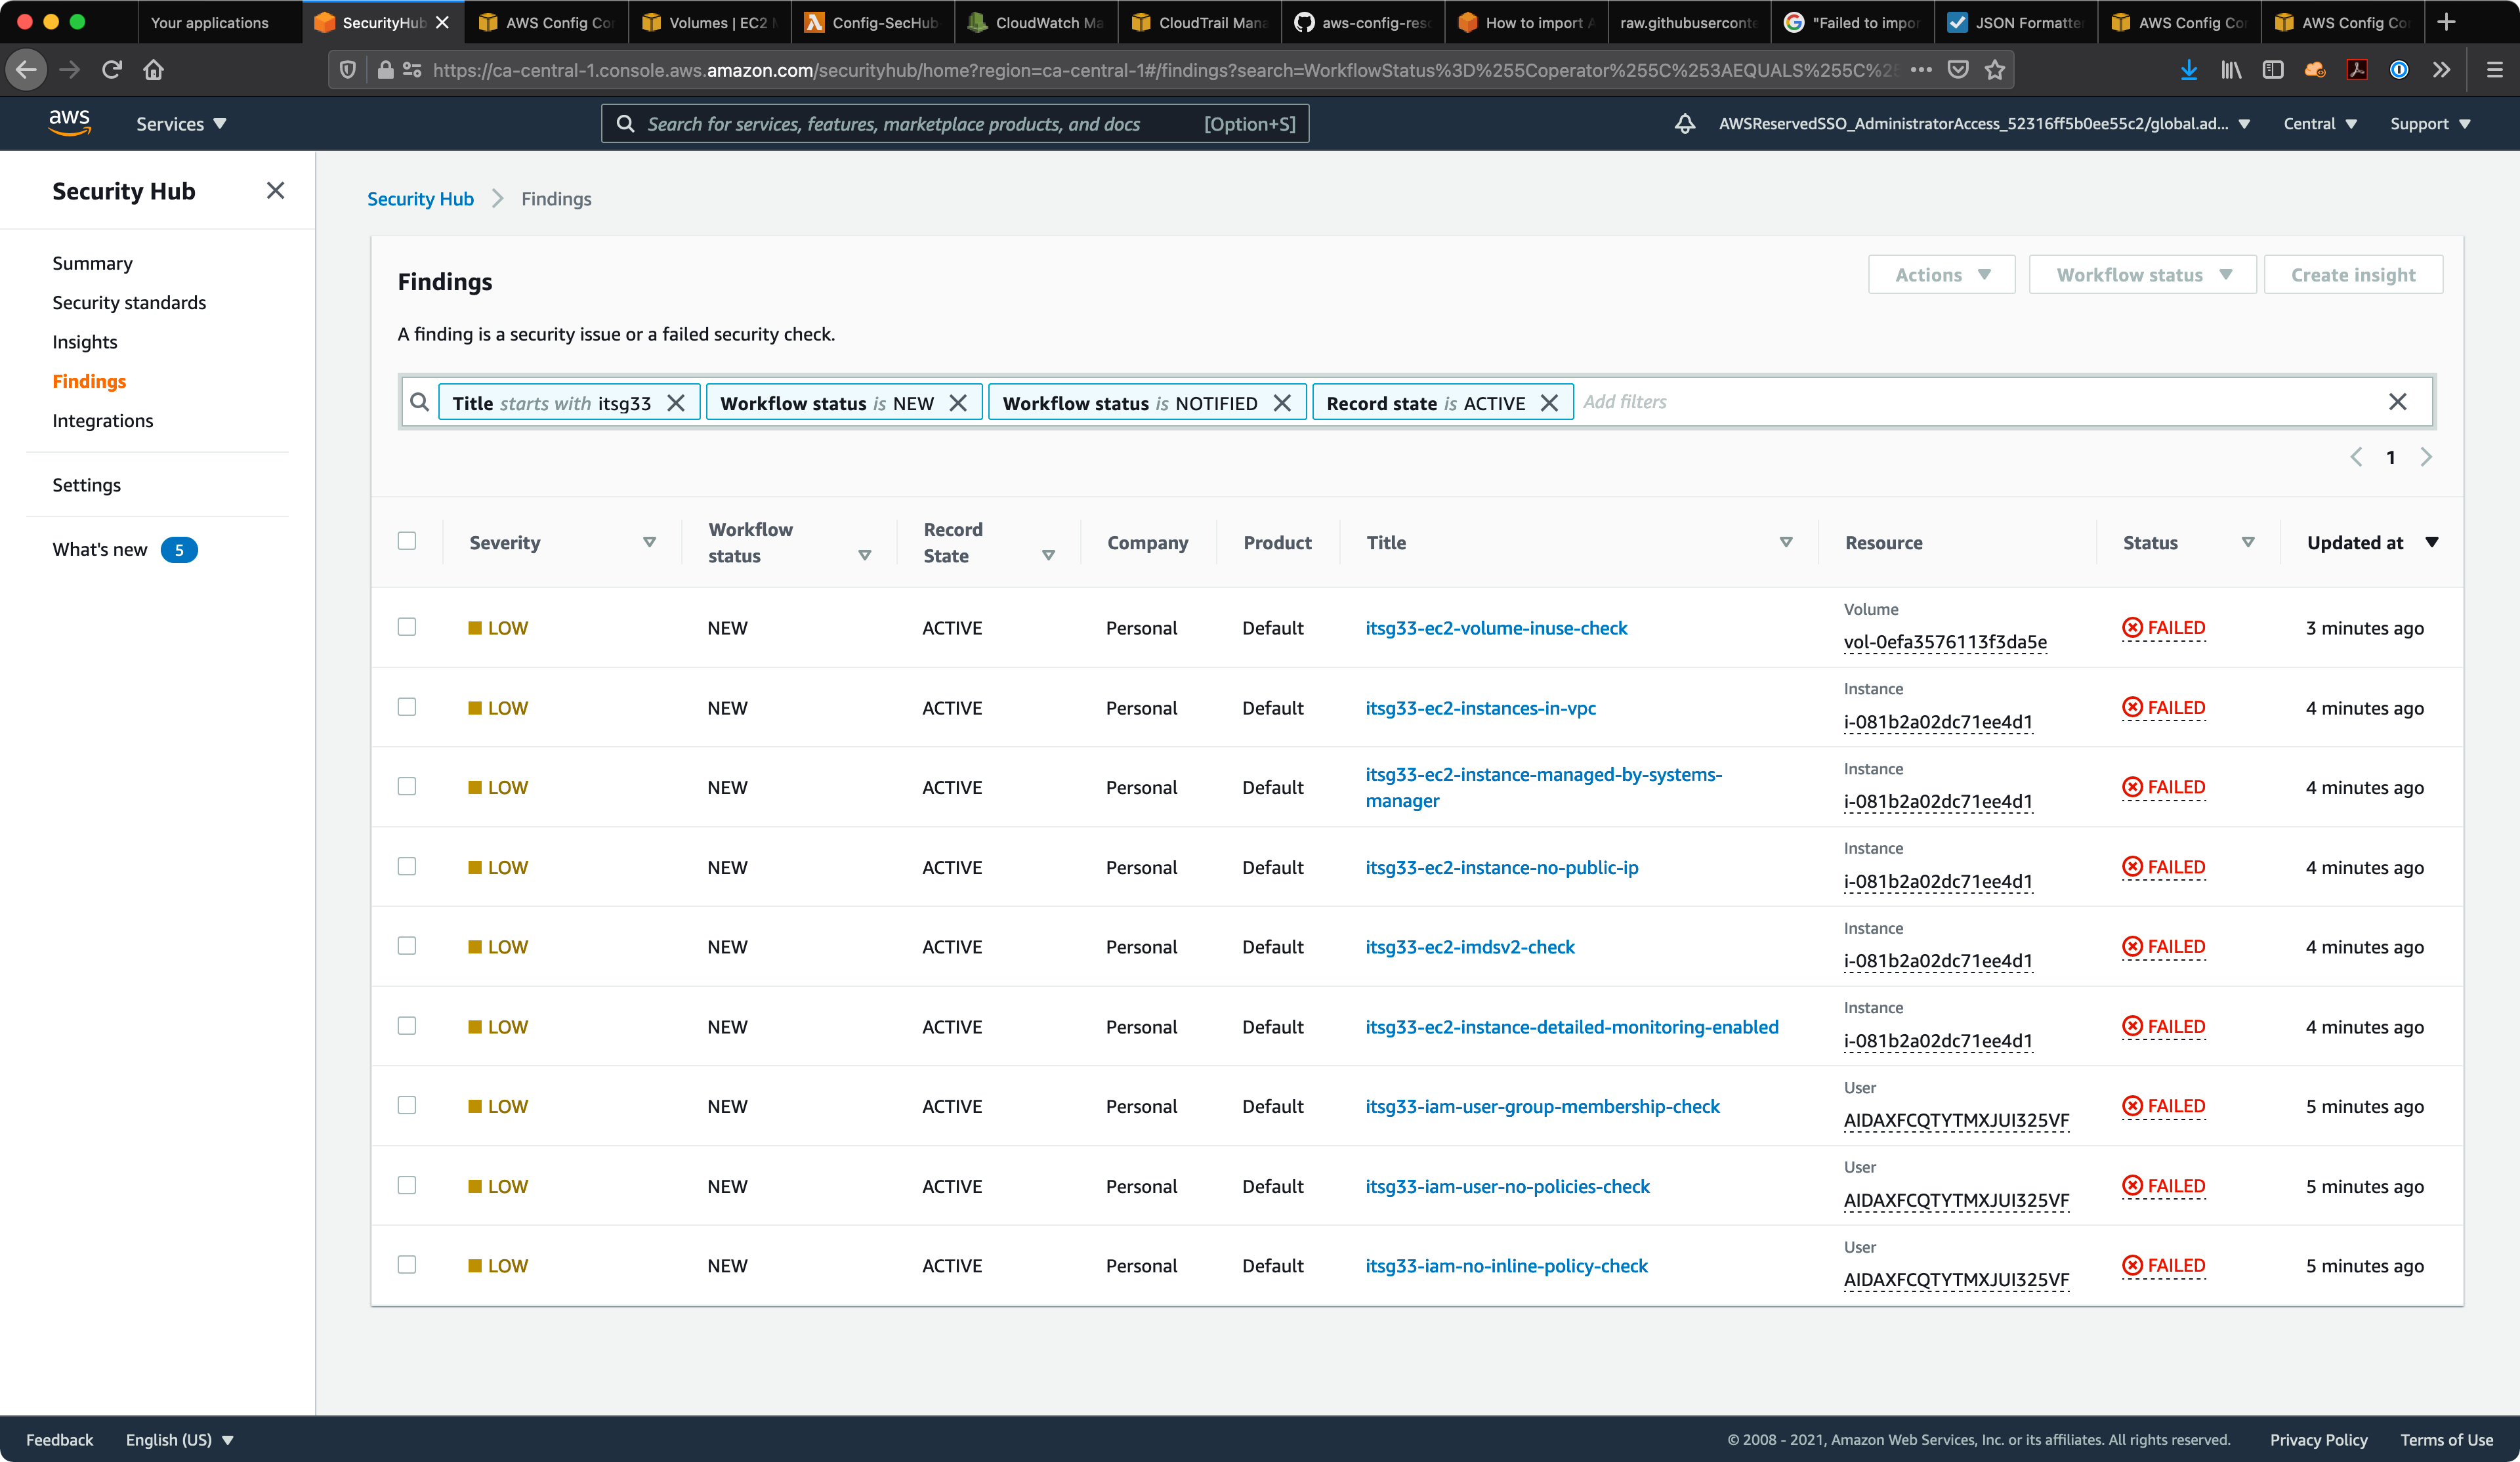 Your applications
SecurityHub
AWS Config Co
Volumes | EC2
Config-SecHub
CloudWatch Ma
CloudTrail Mana
aws-config-res
How to import A
raw.githubuserconte
"Failed to impor
JSON Formatte
AWS Config Co
AWS Config Co
https://ca-central-1.console.aws.amazon.com/securityhub/home?region=ca-central-1#/findings?search=WorkflowStatus%3D%255Coperator%255C%253AEQUALS%255C%25
aws
Services
Search for services, features, marketplace products, and docs
[Option+S]
AWSReservedSSO_AdministratorAccess_52316ff5b0ee55c2/global.ad...
Central
Support
Security Hub
Summary
Security standards
Insights
Findings
Integrations
Settings
What's new 5
Security Hub > Findings
Findings
Actions
Workflow status
Create insight
A finding is a security issue or a failed security check.
Title starts with itsg33
Workflow status is NEW
Workflow status is NOTIFIED
Record state is ACTIVE
Add filters
1
Severity
Workflow status
Record State
Company
Product
Title
Resource
Status
Updated at
LOW NEW ACTIVE Personal Default itsg33-ec2-volume-inuse-check Volume vol-0efa3576113f3da5e FAILED 3 minutes ago
LOW NEW ACTIVE Personal Default itsg33-ec2-instances-in-vpc Instance i-081b2a02dc71ee4d1 FAILED 4 minutes ago
LOW NEW ACTIVE Personal Default itsg33-ec2-instance-managed-by-systems-manager Instance i-081b2a02dc71ee4d1 FAILED 4 minutes ago
LOW NEW ACTIVE Personal Default itsg33-ec2-instance-no-public-ip Instance i-081b2a02dc71ee4d1 FAILED 4 minutes ago
LOW NEW ACTIVE Personal Default itsg33-ec2-imdsv2-check Instance i-081b2a02dc71ee4d1 FAILED 4 minutes ago
LOW NEW ACTIVE Personal Default itsg33-ec2-instance-detailed-monitoring-enabled Instance i-081b2a02dc71ee4d1 FAILED 4 minutes ago
LOW NEW ACTIVE Personal Default itsg33-iam-user-group-membership-check User AIDAXFCQTYTMXJUI325VF FAILED 5 minutes ago
LOW NEW ACTIVE Personal Default itsg33-iam-user-no-policies-check User AIDAXFCQTYTMXJUI325VF FAILED 5 minutes ago
LOW NEW ACTIVE Personal Default itsg33-iam-no-inline-policy-check User AIDAXFCQTYTMXJUI325VF FAILED 5 minutes ago
Feedback
English (US)
© 2008 - 2021, Amazon Web Services, Inc. or its affiliates. All rights reserved.
Privacy Policy
Terms of Use